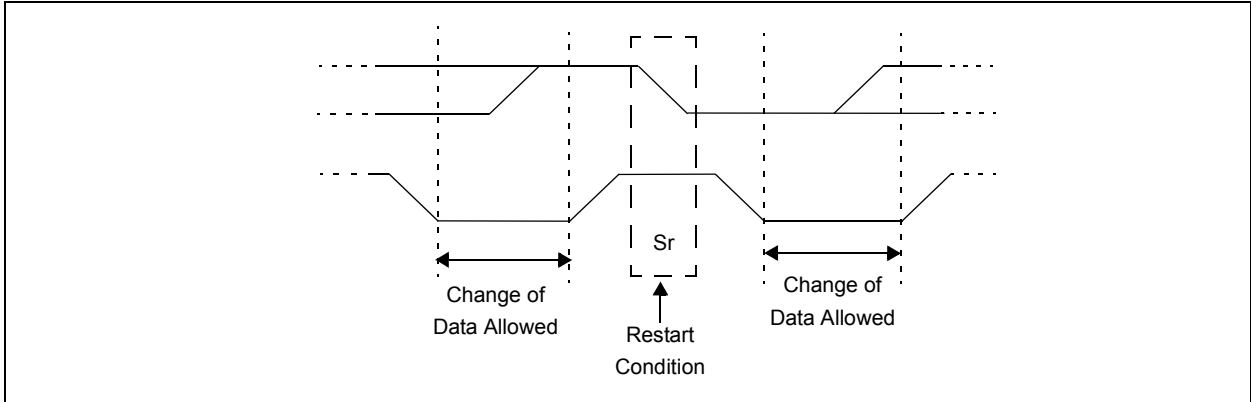 Sr
Change of
Data Allowed
Restart
Condition
Change of
Data Allowed